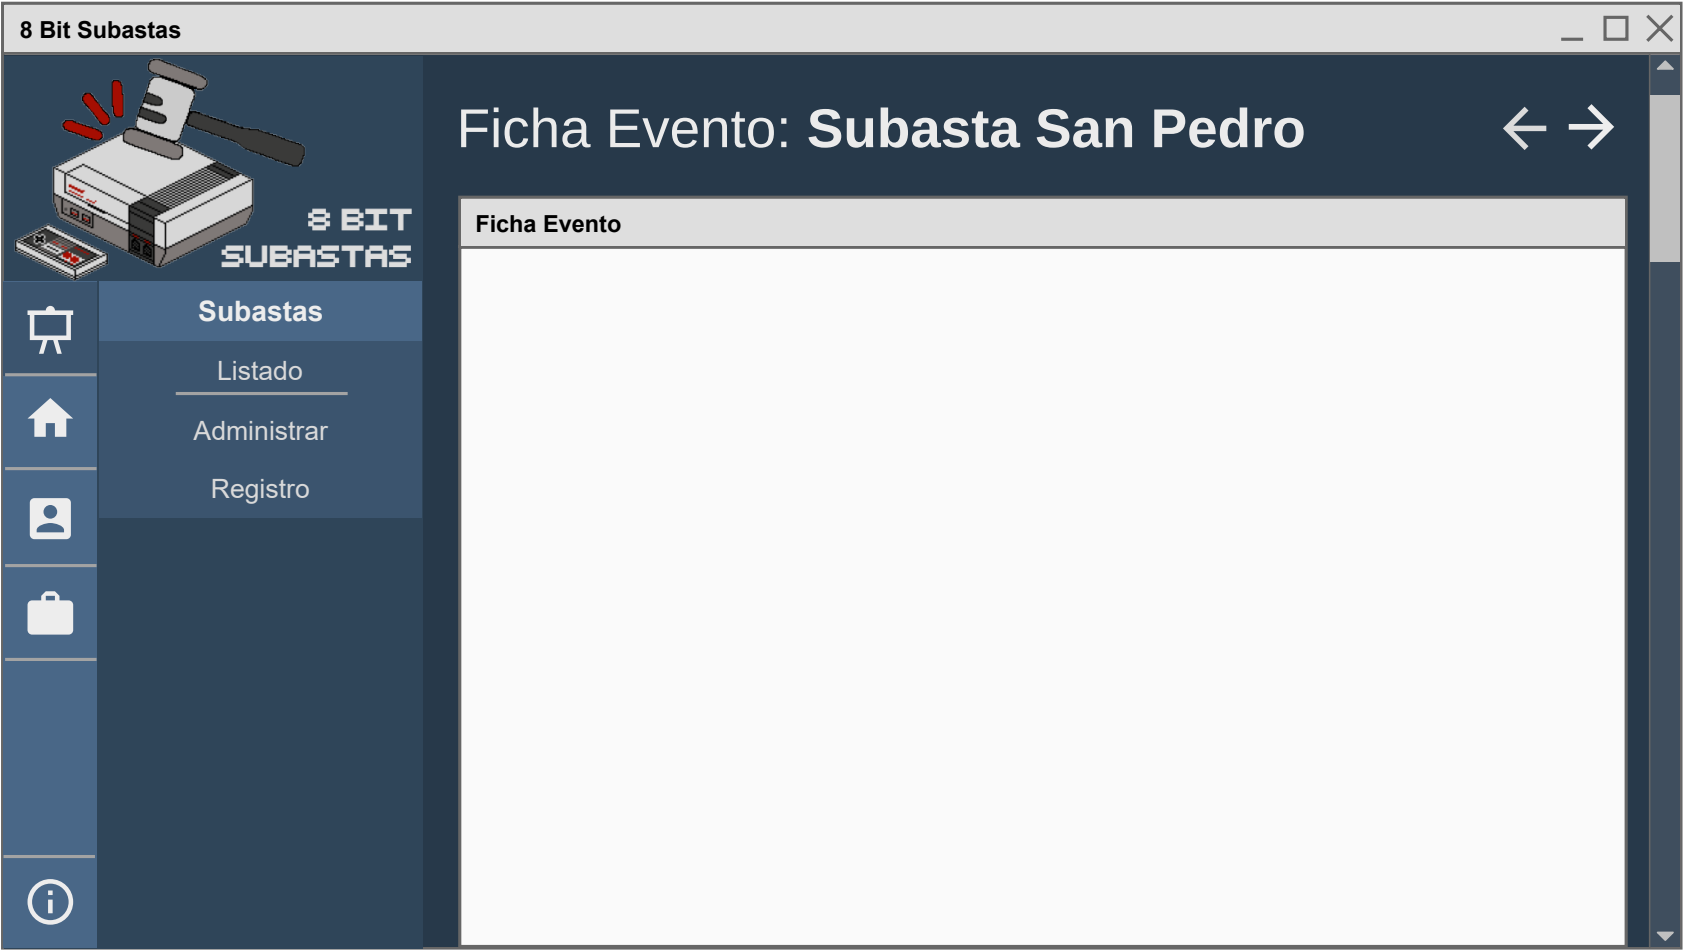 8 Bit Subastas
8 BIT
SUBASTAS
Subastas
Listado
Administrar
Registro
Ficha Evento: Subasta San Pedro
Ficha Evento